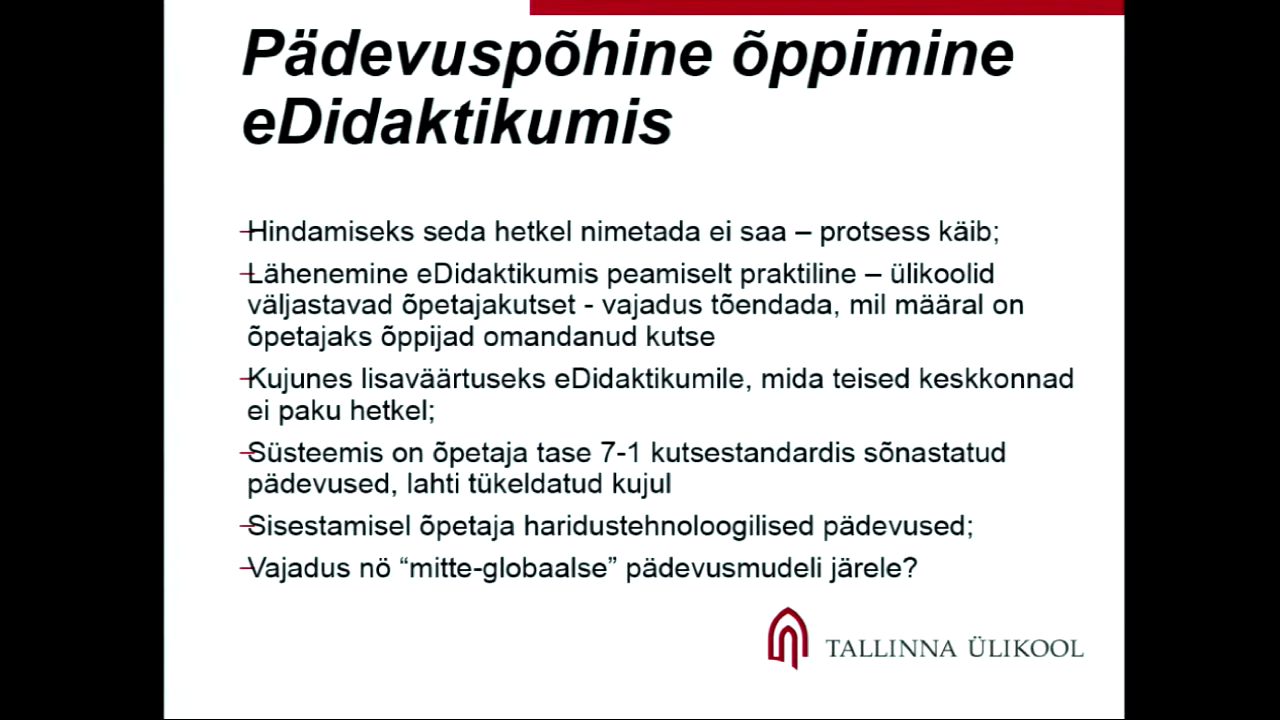 Pädevuspõhine õppimine
eDidaktikumis
–Hindamiseks seda hetkel nimetada ei saa – protsess käib;
–Lähenemine eDidaktikumis peamiselt praktiline – ülikoolid
väljastavad õpetajakutset - vajadus tõendada, mil määral on
õpetajaks õppijad omandanud kutse
–Kujunes lisaväärtuseks eDidaktikumile, mida teised keskkonnad
ei paku hetkel;
–Süsteemis on õpetaja tase 7-1 kutsestandardis sõnastatud
pädevused, lahti tükeldatud kujul
–Sisestamisel õpetaja haridustehnoloogilised pädevused;
–Vajadus nö “mitte-globaalse” pädevusmudeli järele?
TALLINNA ÜLIKOOL